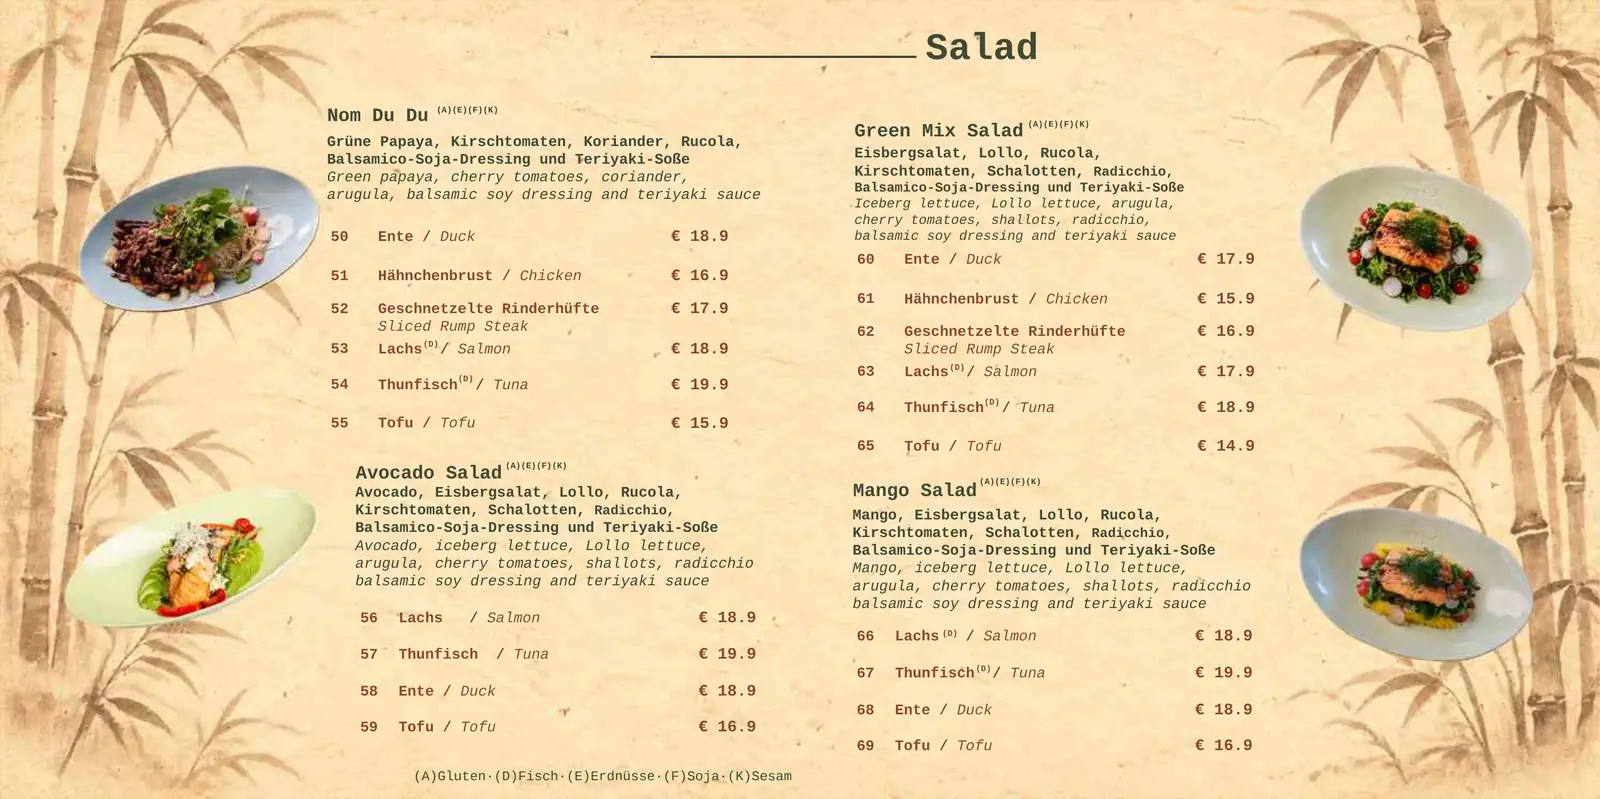 Salad
Nom Du Du (A)(E)(F)(K)
Grüne Papaya, Kirschtomaten, Koriander, Rucola,
Balsamico-Soja-Dressing und Teriyaki-Soße
Green papaya, cherry tomatoes, coriander,
arugula, balsamic soy dressing and teriyaki sauce
50 Ente / Duck € 18.9
51 Hähnchenbrust / Chicken € 16.9
52 Geschnetzelte Rinderhüfte € 17.9
Sliced Rump Steak
53 Lachs(D)/ Salmon € 18.9
54 Thunfisch(D)/ Tuna € 19.9
55 Tofu / Tofu € 15.9
Avocado Salad (A)(E)(F)(K)
Avocado, Eisbergsalat, Lollo, Rucola,
Kirschtomaten, Schalotten, Radicchio,
Balsamico-Soja-Dressing und Teriyaki-Soße
Avocado, iceberg lettuce, Lollo lettuce,
arugula, cherry tomatoes, shallots, radicchio
balsamic soy dressing and teriyaki sauce
56 Lachs / Salmon € 18.9
57 Thunfisch / Tuna € 19.9
58 Ente / Duck € 18.9
59 Tofu / Tofu € 16.9
Green Mix Salad (A)(E)(F)(K)
Eisbergsalat, Lollo, Rucola,
Kirschtomaten, Schalotten, Radicchio,
Balsamico-Soja-Dressing und Teriyaki-Soße
Iceberg lettuce, Lollo lettuce, arugula,
cherry tomatoes, shallots, radicchio,
balsamic soy dressing and teriyaki sauce
60 Ente / Duck € 17.9
61 Hähnchenbrust / Chicken € 15.9
62 Geschnetzelte Rinderhüfte € 16.9
Sliced Rump Steak
63 Lachs(D)/ Salmon € 17.9
64 Thunfisch(D)/ Tuna € 18.9
65 Tofu / Tofu € 14.9
Mango Salad (A)(E)(F)(K)
Mango, Eisbergsalat, Lollo, Rucola,
Kirschtomaten, Schalotten, Radicchio,
Balsamico-Soja-Dressing und Teriyaki-Soße
Mango, iceberg lettuce, Lollo lettuce,
arugula, cherry tomatoes, shallots, radicchio
balsamic soy dressing and teriyaki sauce
66 Lachs (D) / Salmon € 18.9
67 Thunfisch(D)/ Tuna € 19.9
68 Ente / Duck € 18.9
69 Tofu / Tofu € 16.9
(A)Gluten·(D)Fisch·(E)Erdnüsse·(F)Soja·(K)Sesam